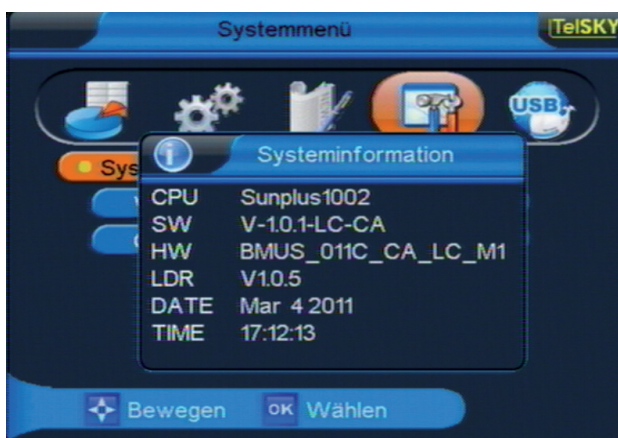 Systemmenü
TelSKY
USB
Sys
Systeminformation
CPU Sunplus1002
SW V-1.0.1-LC-CA
HW BMUS_011C_CA_LC_M1
LDR V1.0.5
DATE Mar 4 2011
TIME 17:12:13
Bewegen OK Wählen